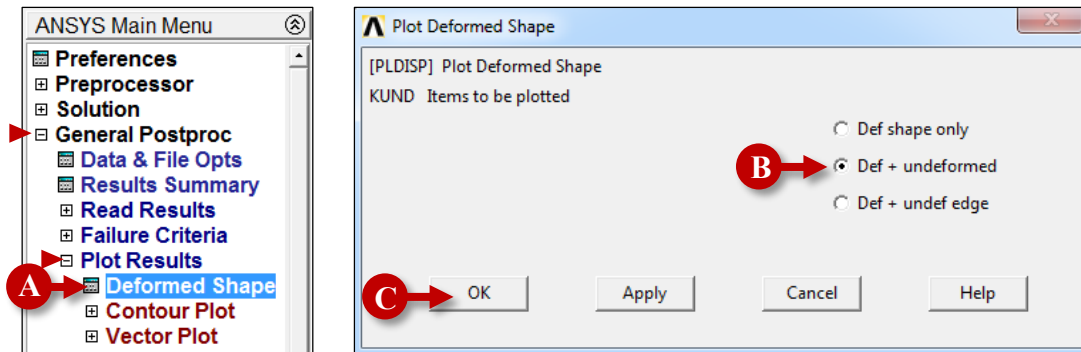 ANSYS Main Menu
Preferences
Preprocessor
Solution
General Postproc
Data & File Opts
Results Summary
Read Results
Failure Criteria
Plot Results
A
Deformed Shape
Contour Plot
Vector Plot
Plot Deformed Shape
X
[PLDISP] Plot Deformed Shape
KUND Items to be plotted
Def shape only
B
Def + undeformed
Def + undef edge
C
OK
Apply
Cancel
Help